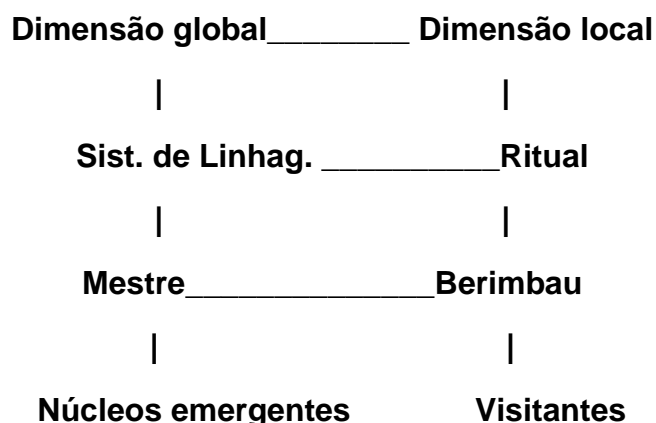 Dimensão global________ Dimensão local
| |
Sist. de Linhag. __________Ritual
| |
Mestre______________Berimbau
| |
Núcleos emergentes Visitantes